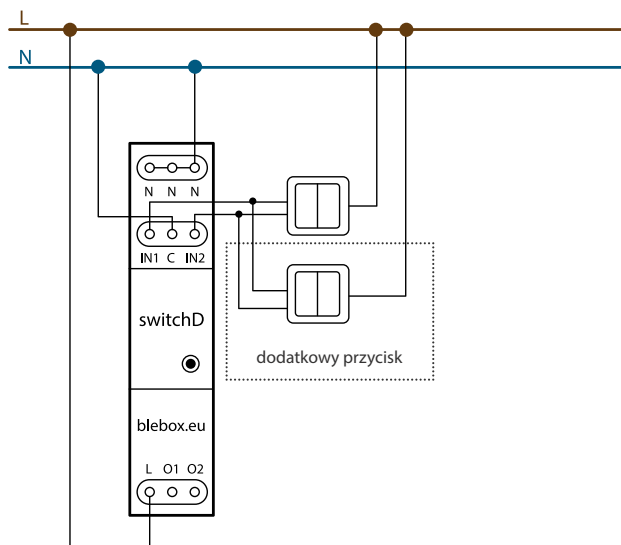 L
N
N N N
IN1 C IN2
switchD
dodatkowy przycisk
blebox.eu
L O1 O2